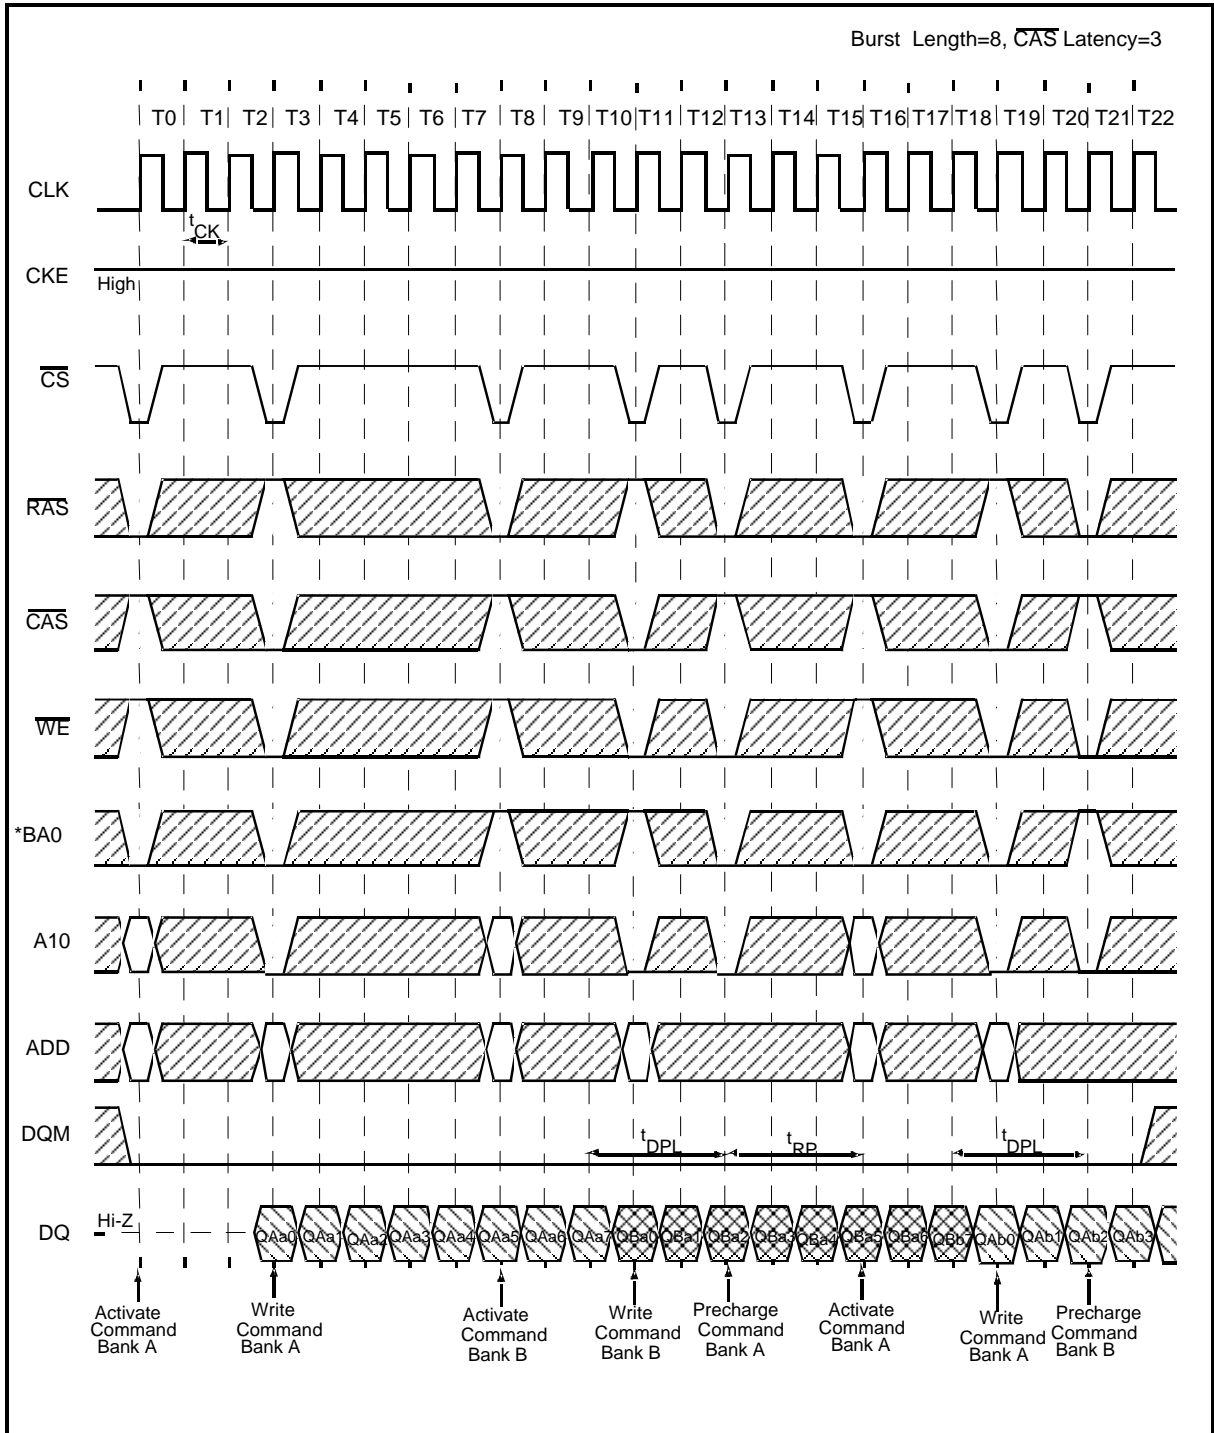 Burst Length=8, CAS Latency=3
T0 T1 T2 T3 T4 T5 T6 T7 T8 T9 T10 T11 T12 T13 T14 T15 T16 T17 T18 T19 T20 T21 T22
CLK
tCK
CKE
High
CS
RAS
CAS
WE
*BA0
A10
ADD
DQM
tDPL tRP tDPL
DQ
Hi-Z
QAa0 QAa1 QAa2 QAa3 QAa4 QAa5 QAa6 QAa7 QBa0 QBa1 QBa2 QBa3 QBa4 QBa5 QBa6 QBb7 QAb0 QAb1 QAb2 QAb3
Activate
Command
Bank A
Write
Command
Bank A
Activate
Command
Bank B
Write
Command
Bank B
Precharge
Command
Bank A
Activate
Command
Bank A
Write
Command
Bank A
Precharge
Command
Bank B